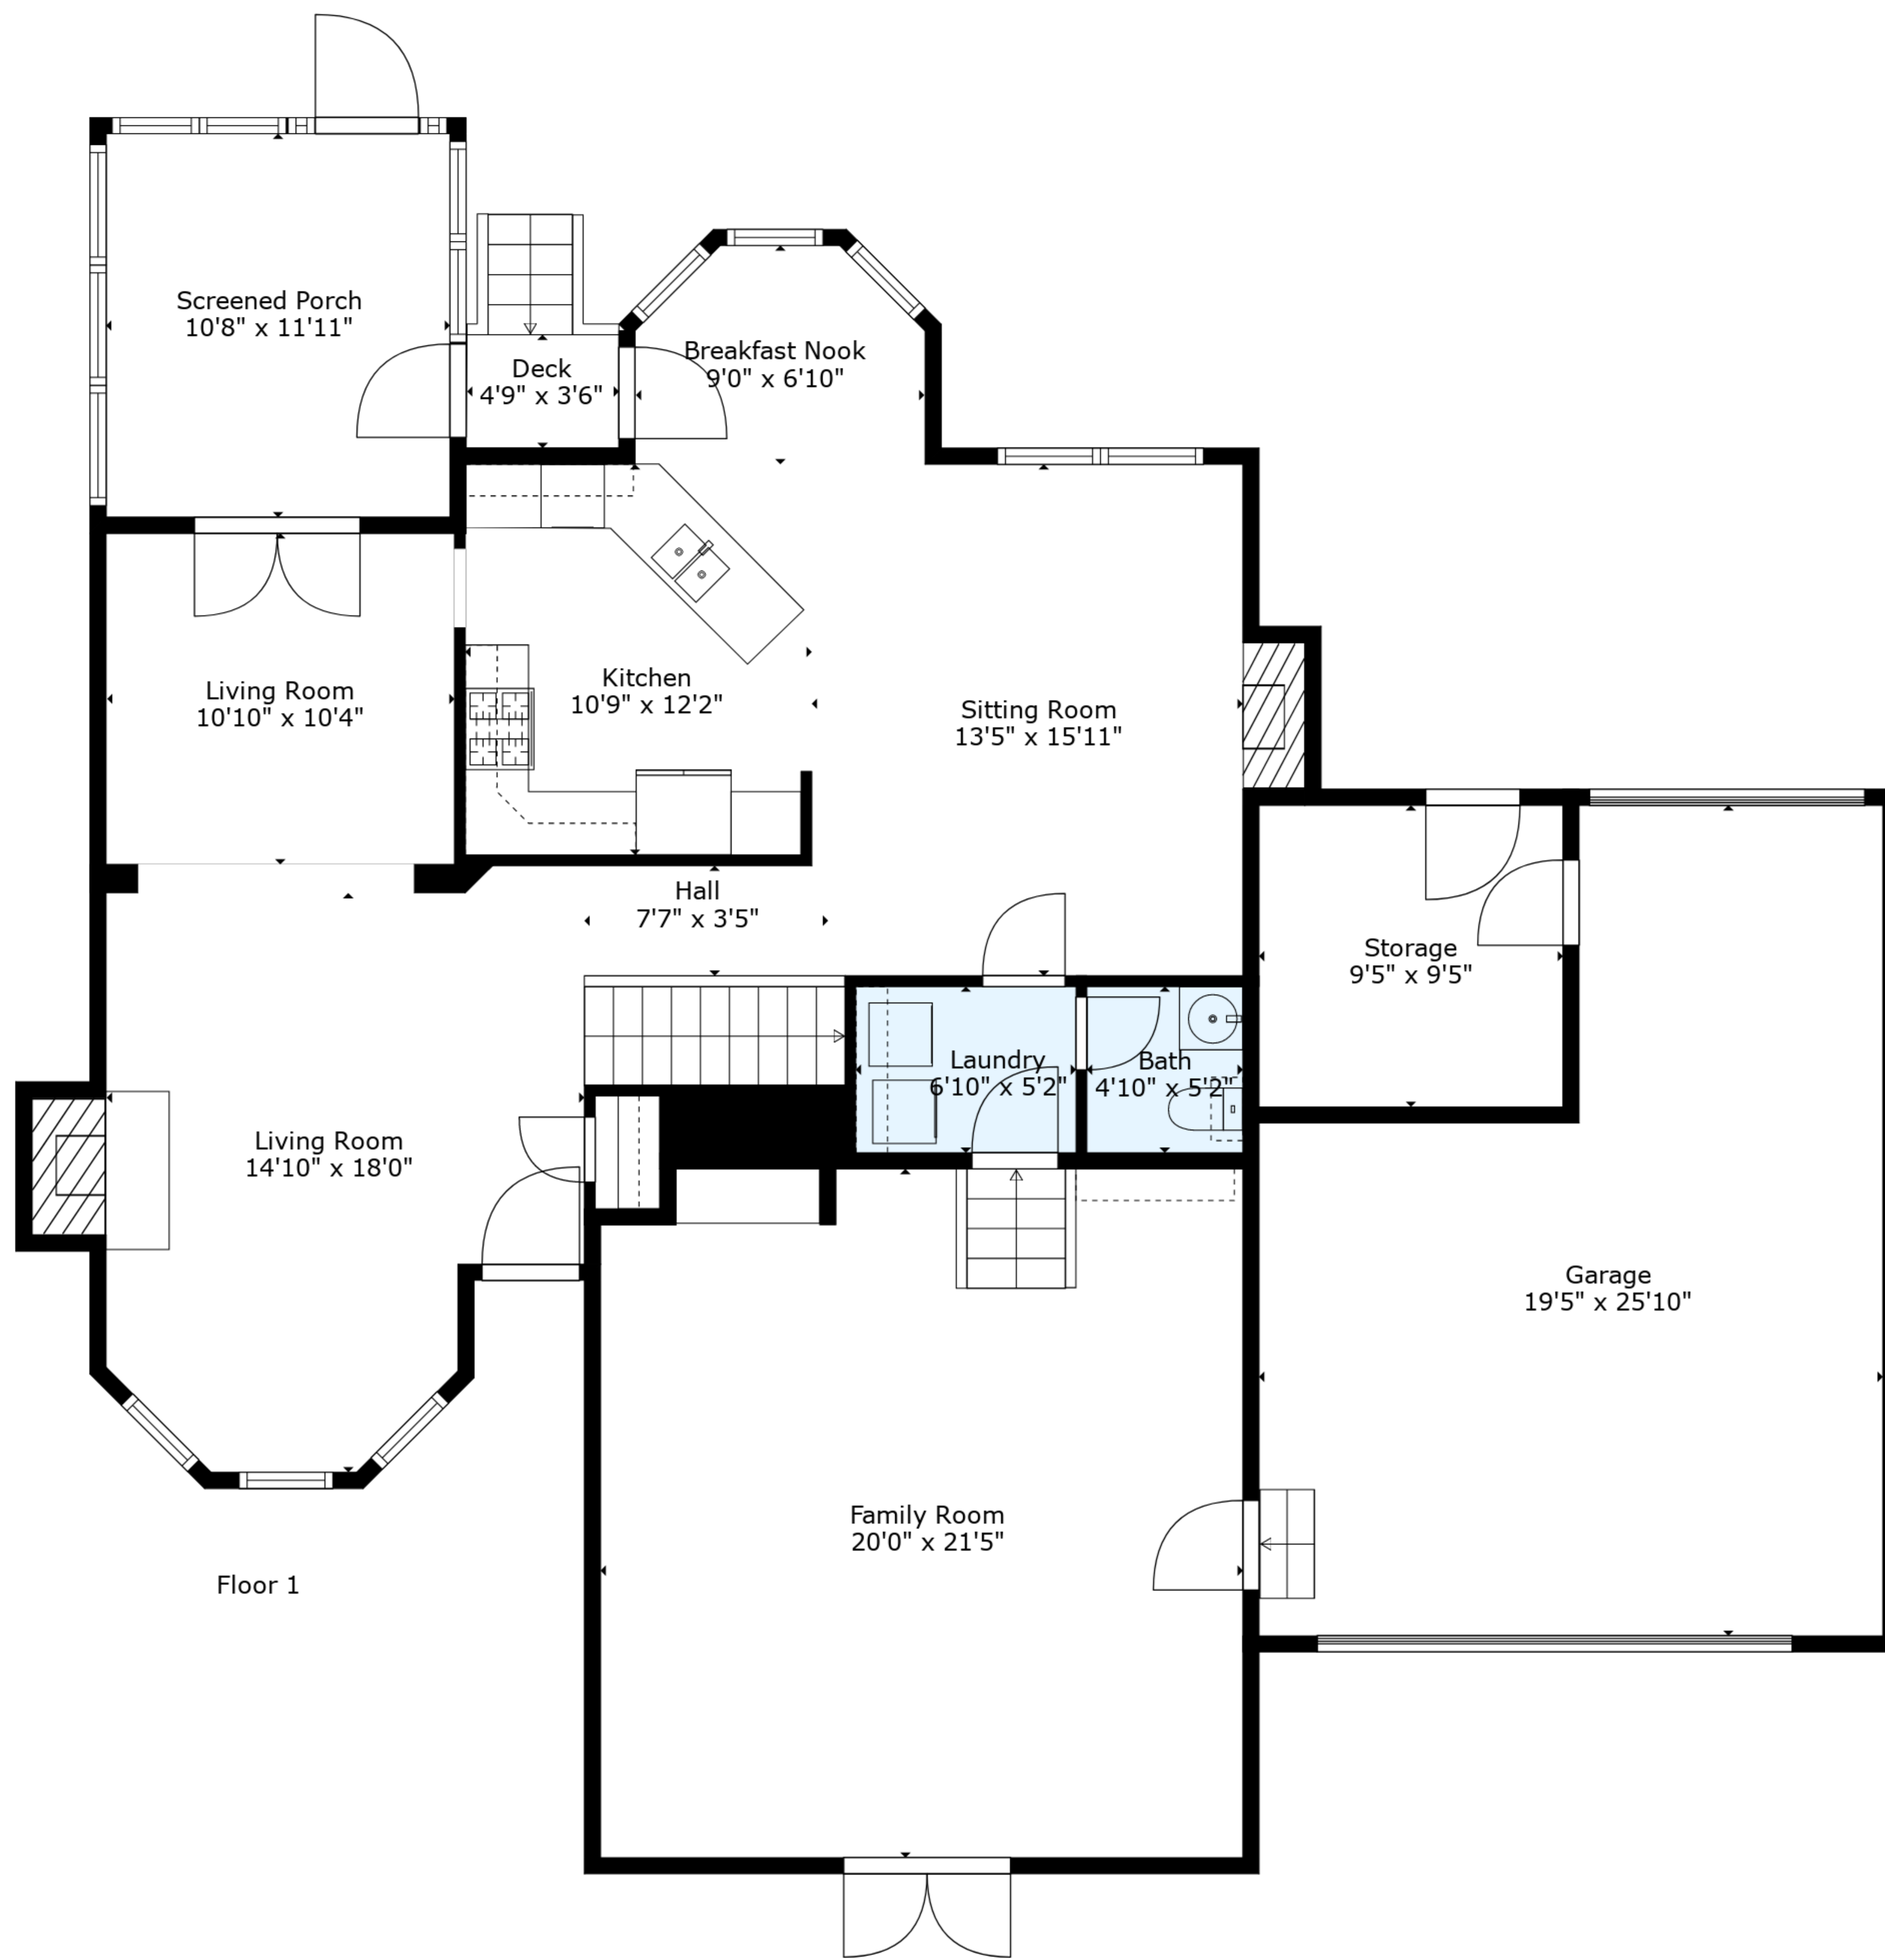 Screened Porch
10'8" x 11'11"
Deck
4'9" x 3'6"
Breakfast Nook
9'0" x 6'10"
Living Room
10'10" x 10'4"
Kitchen
10'9" x 12'2"
Sitting Room
13'5" x 15'11"
Hall
7'7" x 3'5"
Storage
9'5" x 9'5"
Laundry
6'10" x 5'2"
Bath
4'10" x 5'2"
Living Room
14'10" x 18'0"
Garage
19'5" x 25'10"
Family Room
20'0" x 21'5"
Floor 1